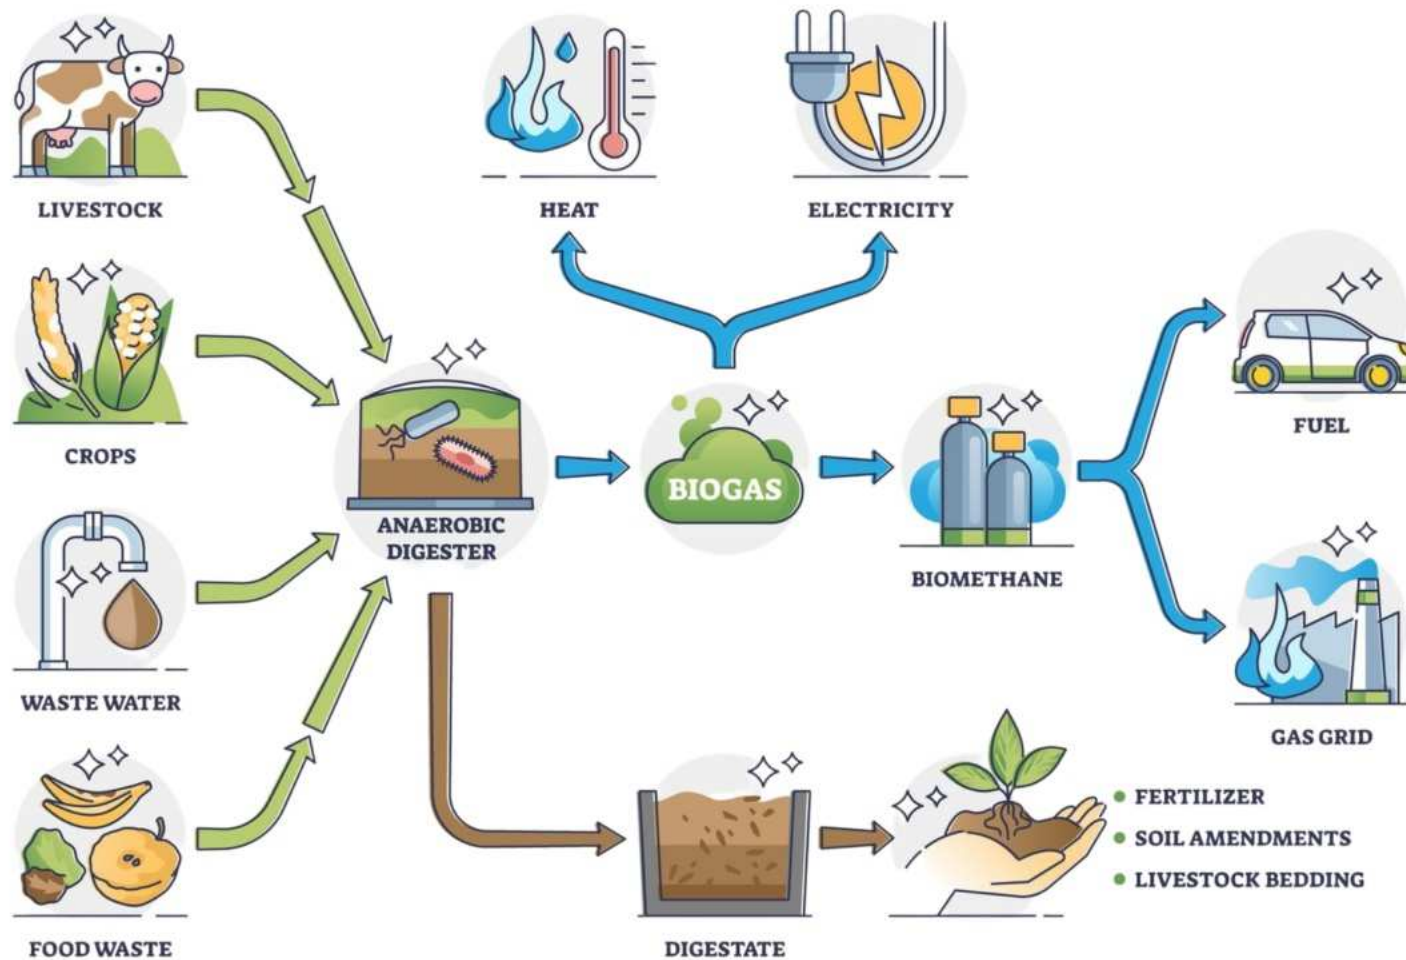 LIVESTOCK
HEAT
ELECTRICITY
CROPS
FUEL
ANAEROBIC
DIGESTER
BIOGAS
BIOMETHANE
WASTE WATER
GAS GRID
FERTILIZER
SOIL AMENDMENTS
LIVESTOCK BEDDING
FOOD WASTE
DIGESTATE